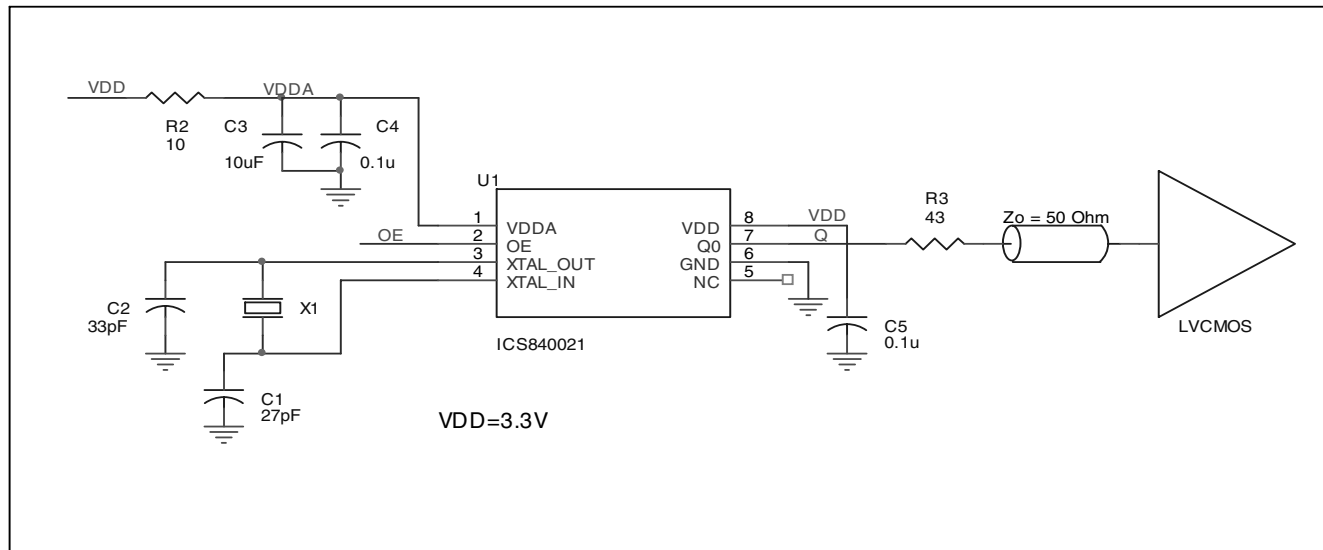 VDD
VDDA
R2
10
C3
10uF
C4
0.1u
U1
1
VDDA
2
OE
3
XTAL_OUT
4
XTAL_IN
VDD
8
Q0
7
GND
6
NC
5
ICS840021
OE
VDD
Q
R3
43
Zo = 50 Ohm
LVCMOS
C5
0.1u
C2
33pF
X1
C1
27pF
VDD=3.3V